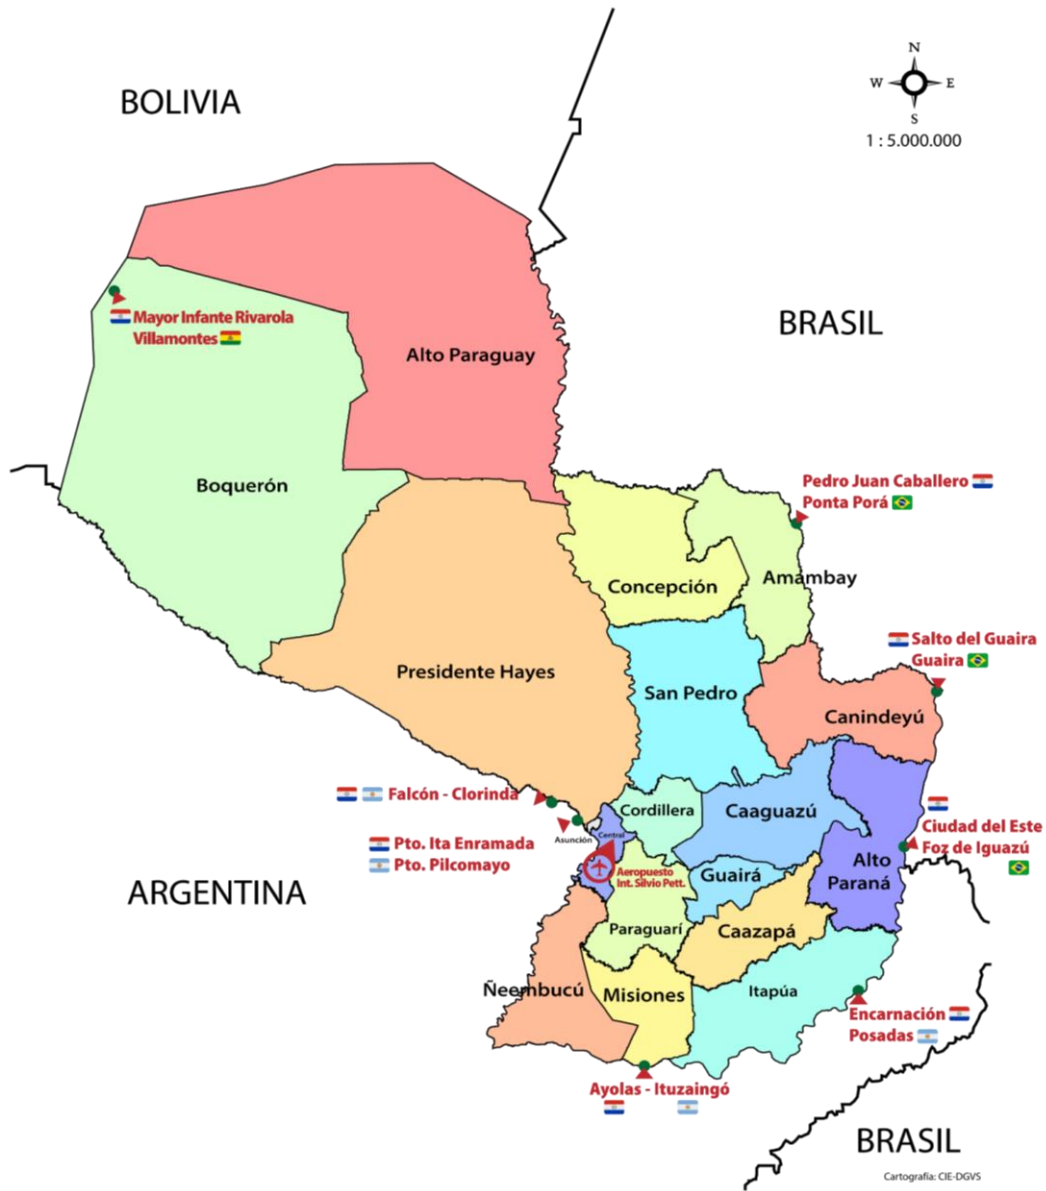 BOLIVIA
N
W E
S
1 : 5.000.000
BRASIL
Mayor Infante Rivarola
Villamontes
Alto Paraguay
Boquerón
Pedro Juan Caballero
Ponta Porá
Concepción
Amambay
Salto del Guaira
Guaira
Presidente Hayes
San Pedro
Canindeyú
Falcón - Clorinda
Cordillera
Caaguazú
Ciudad del Este
Foz de Iguazú
Asunción
Central
Pto. Ita Enramada
Pto. Pilcomayo
Aeropuesto
Int. Silvio Pett.
Guairá
Alto
Paraná
ARGENTINA
Paraguarí
Caazapá
Ñeembucú
Misiones
Itapúa
Encarnación
Posadas
Ayolas - Ituzaingó
BRASIL
Cartografía: CIE-DGVS